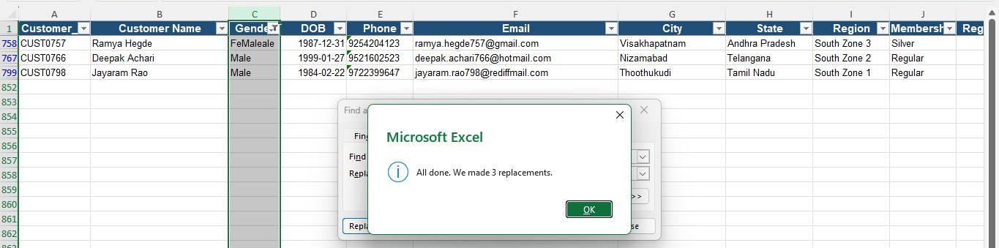 A B C D E F G H I J
1 Customer_ Customer Name Gende DOB Phone Email City State Region Membersh Reg
758 CUST0757 Ramya Hegde FeMaleale 1987-12-31 9254204123 ramya.hegde757@gmail.com Visakhapatnam Andhra Pradesh South Zone 3 Silver
767 CUST0766 Deepak Achari Male 1999-01-27 9521602523 deepak.achari766@hotmail.com Nizamabad Telangana South Zone 2 Regular
799 CUST0798 Jayaram Rao Male 1984-02-22 9722399647 jayaram.rao798@rediffmail.com Thoothukudi Tamil Nadu South Zone 1 Regular
852
853
854
855
856
857
858
859
860
861
862
Find a
Fin
Find
Repla
>>
Repl
se
Microsoft Excel
All done. We made 3 replacements.
OK